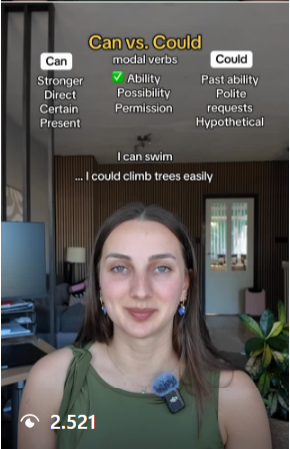 Can vs. Could
modal verbs
Can
Stronger
Direct
Certain
Present
✅ Ability
Possibility
Permission
Could
Past ability
Polite
requests
Hypothetical
I can swim
... I could climb trees easily
2.521